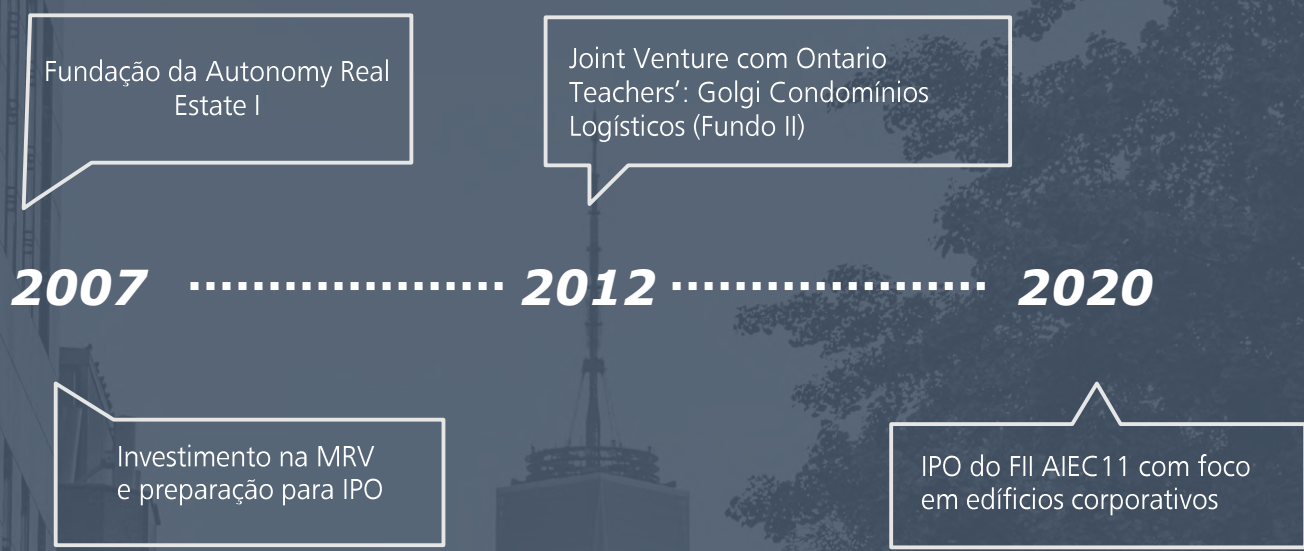 Fundação da Autonomy Real
Estate I
Joint Venture com Ontario
Teachers’: Golgi Condomínios
Logísticos (Fundo II)
2007
2012
2020
Investimento na MRV
e preparação para IPO
IPO do FII AIEC11 com foco
em edíficios corporativos